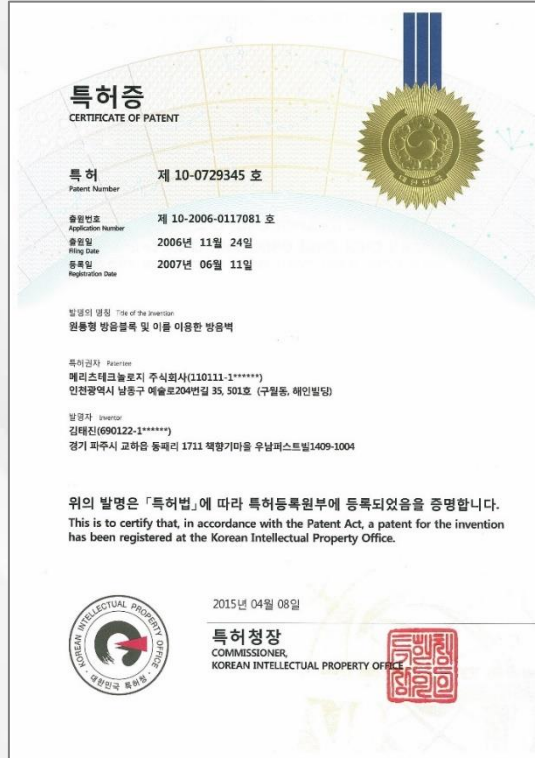 특허증
CERTIFICATE OF PATENT
특 허 제 10-0729345 호
Patent Number
출원번호 제 10-2006-0117081 호
Application Number
출원일 2006년 11월 24일
Filing Date
등록일 2007년 06월 11일
Registration Date
발명의 명칭 Title of the Invention
원통형 방음블록 및 이를 이용한 방음벽
특허권자 Patentee
메리츠테크놀로지 주식회사(110111-1******)
인천광역시 남동구 예술로204번길 35, 501호 (구월동, 해인빌딩)
발명자 Inventor
김태진(690122-1******)
경기 파주시 교하읍 동패리 1711 책향기마을 우남퍼스트빌1409-1004
위의 발명은 「특허법」에 따라 특허등록원부에 등록되었음을 증명합니다.
This is to certify that, in accordance with the Patent Act, a patent for the invention
has been registered at the Korean Intellectual Property Office.
2015년 04월 08일
특허청장
COMMISSIONER,
KOREAN INTELLECTUAL PROPERTY OFFICE
KOREAN INTELLECTUAL PROPERTY OFFICE
대한민국 특허청
대한민국